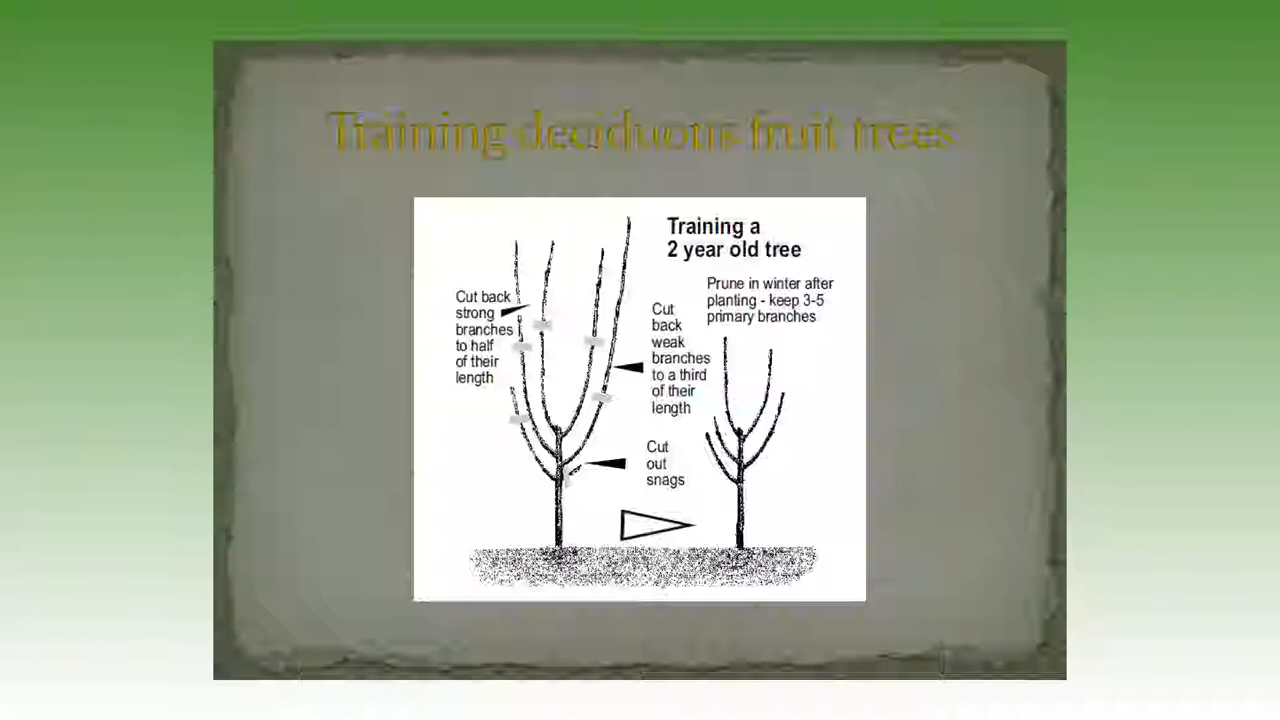 Training deciduous fruit trees
Training a
2 year old tree
Prune in winter after
planting - keep 3-5
primary branches
Cut back
strong
branches
to half
of their
length
Cut
back
weak
branches
to a third
of their
length
Cut
out
snags